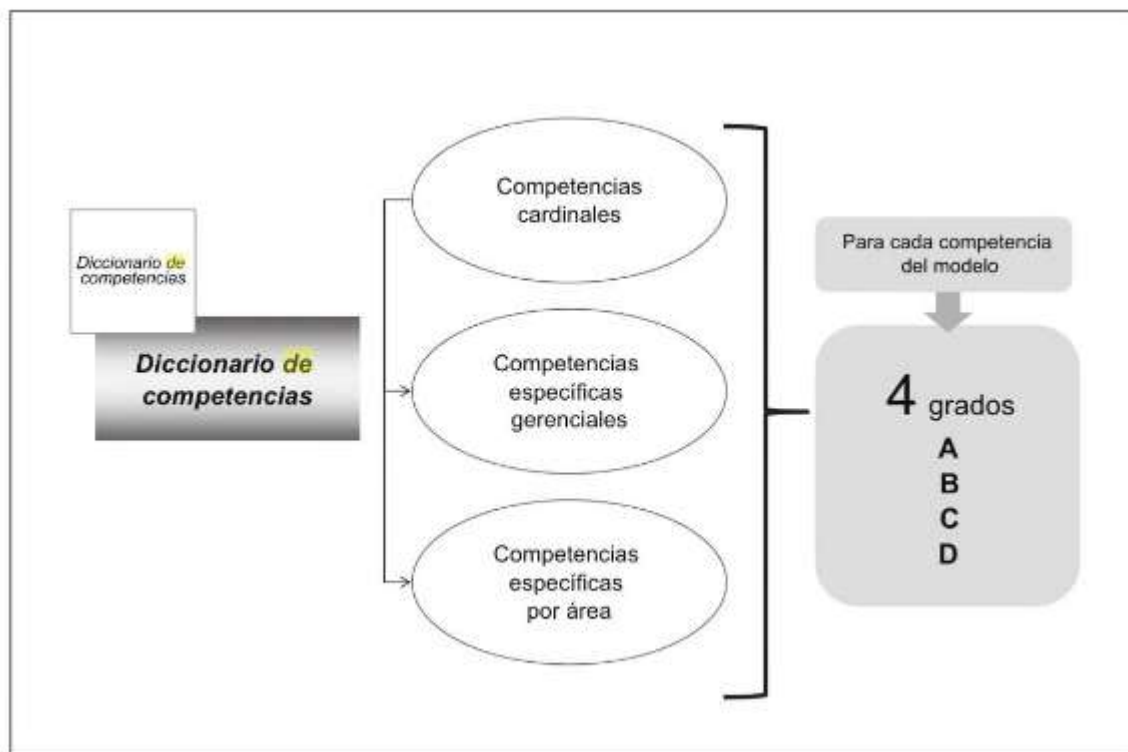 Diccionario de
competencias
Diccionario de
competencias
Competencias
cardinales
Competencias
específicas
gerenciales
Competencias
específicas
por área
Para cada competencia
del modelo
4 grados
A
B
C
D